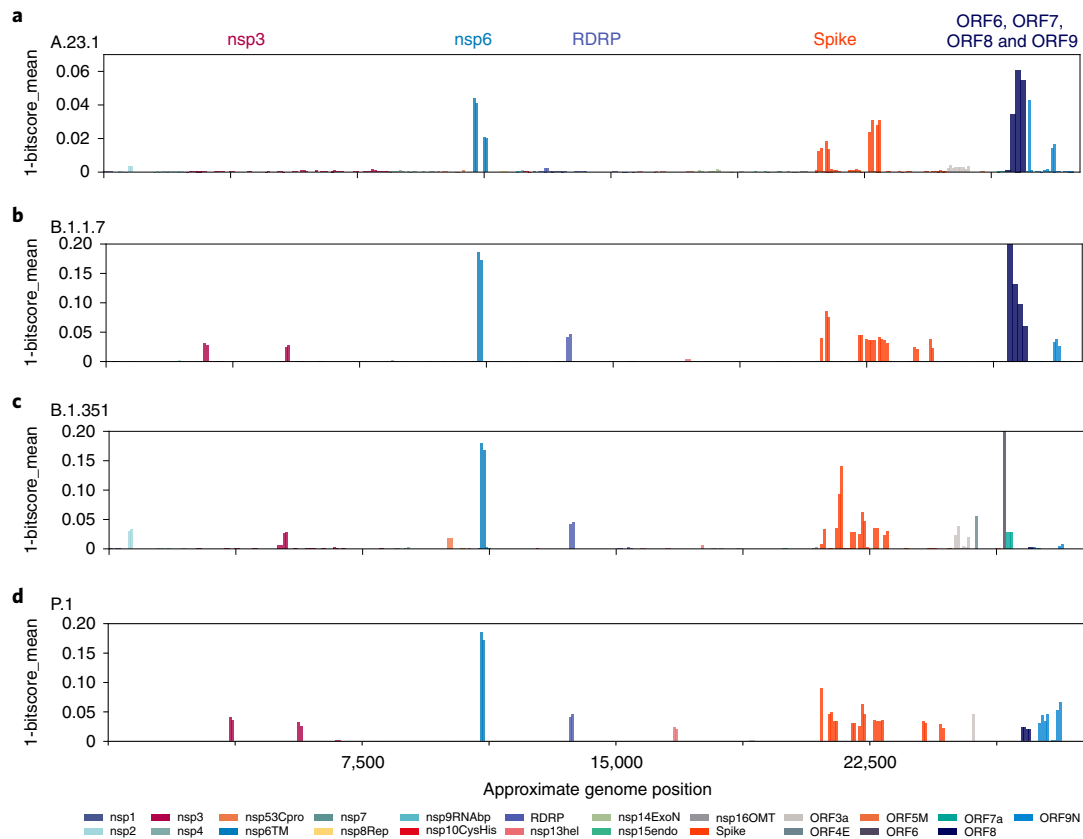 a
A.23.1
nsp3
nsp6
RDRP
Spike
ORF6, ORF7,
ORF8 and ORF9
1-bitscore_mean
0.06
0.04
0.02
0
b
B.1.1.7
1-bitscore_mean
0.20
0.15
0.10
0.05
0
c
B.1.351
1-bitscore_mean
0.20
0.15
0.10
0.05
0
d
P.1
1-bitscore_mean
0.20
0.15
0.10
0.05
0
7,500
15,000
22,500
Approximate genome position
nsp1 nsp3 nsp53Cpro nsp7 nsp9RNAbp RDRP nsp14ExoN nsp16OMT ORF3a ORF5M ORF7a ORF9N
nsp2 nsp4 nsp6TM nsp8Rep nsp10CysHis nsp13hel nsp15endo Spike ORF4E ORF6 ORF8